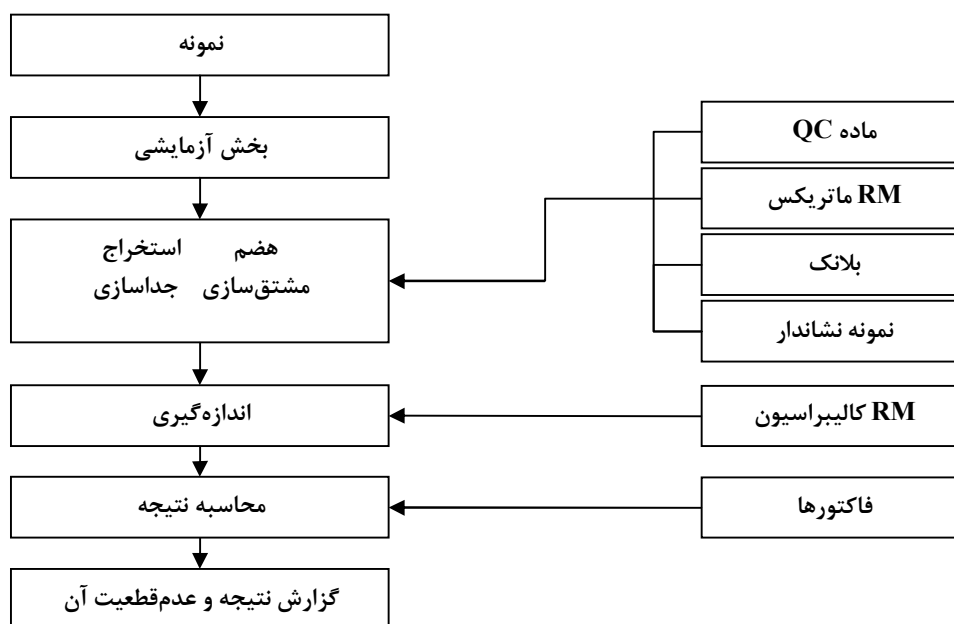 نمونه
بخش آزمایشی
هضم استخراج
مشتق‌سازی جداسازی
اندازه‌گیری
محاسبه نتیجه
گزارش نتیجه و عدم‌قطعیت آن
ماده QC
RM ماتریکس
بلانک
نمونه نشاندار
RM کالیبراسیون
فاکتورها